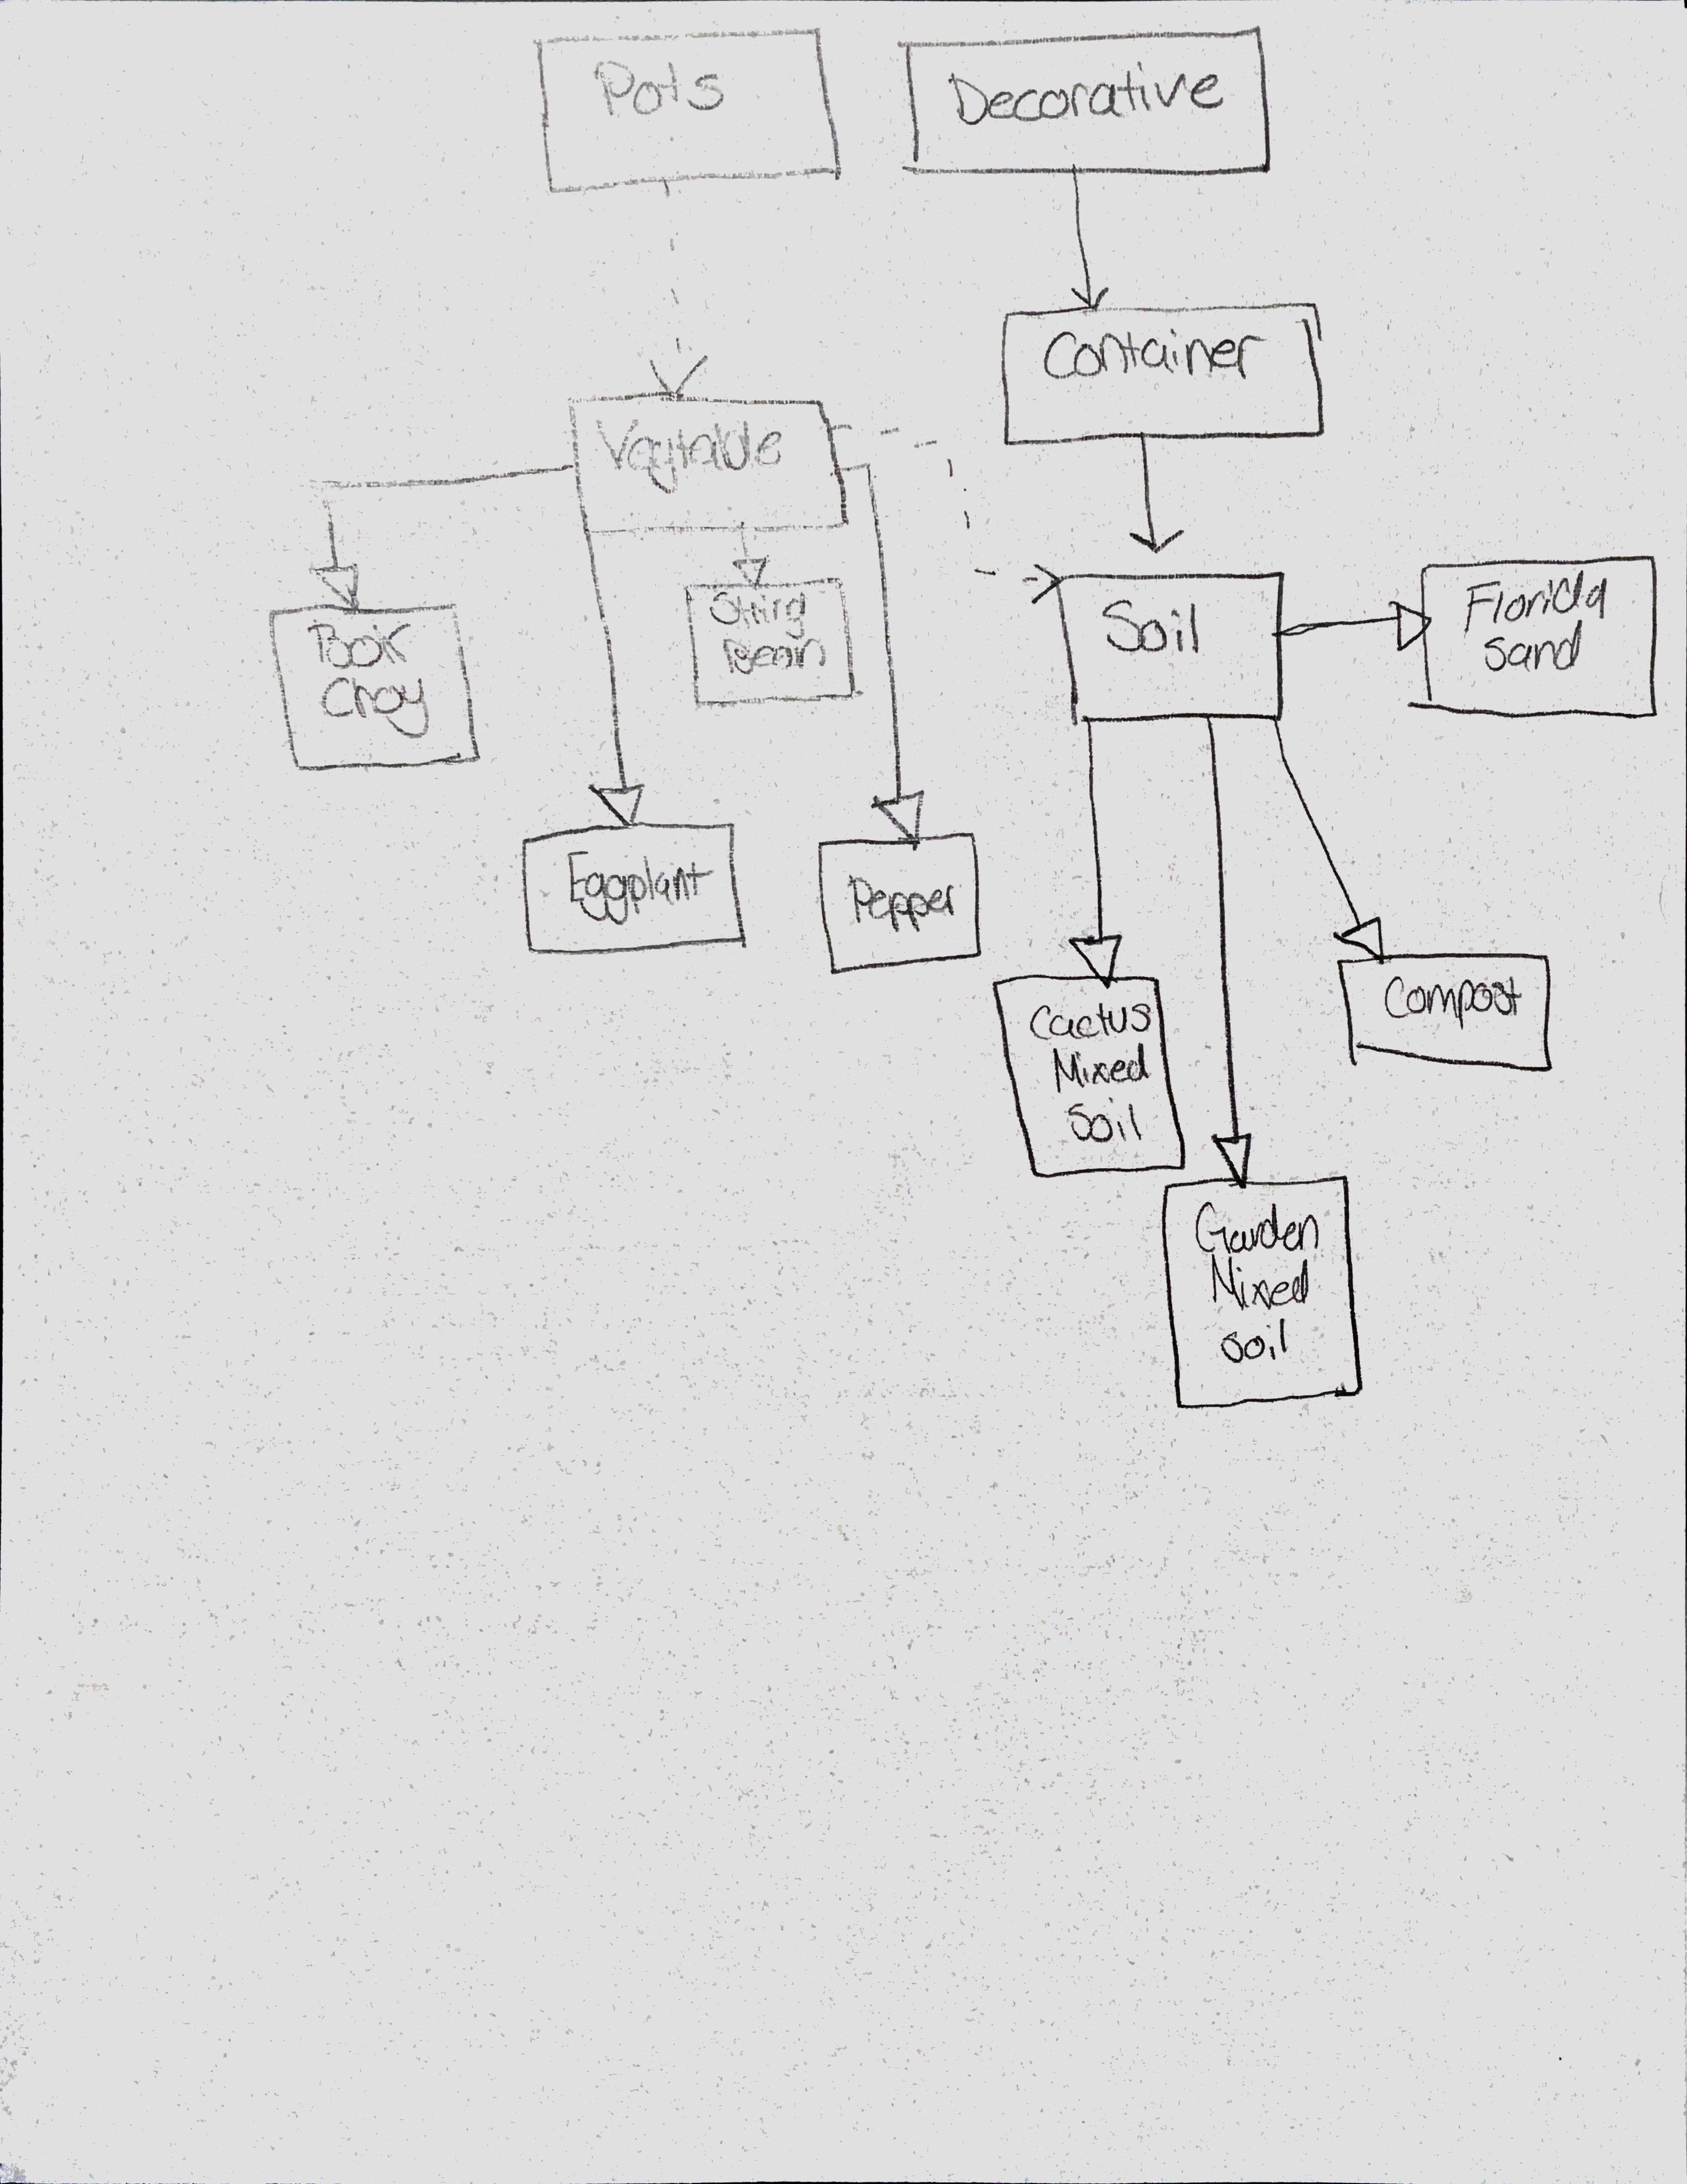 Pots
Decorative
Container
Vegtable
Soil
Florida
Sand
String
Bean
Bok
Choy
Eggplant
Pepper
Cactus
Mixed
Soil
Compost
Garden
Mixed
Soil